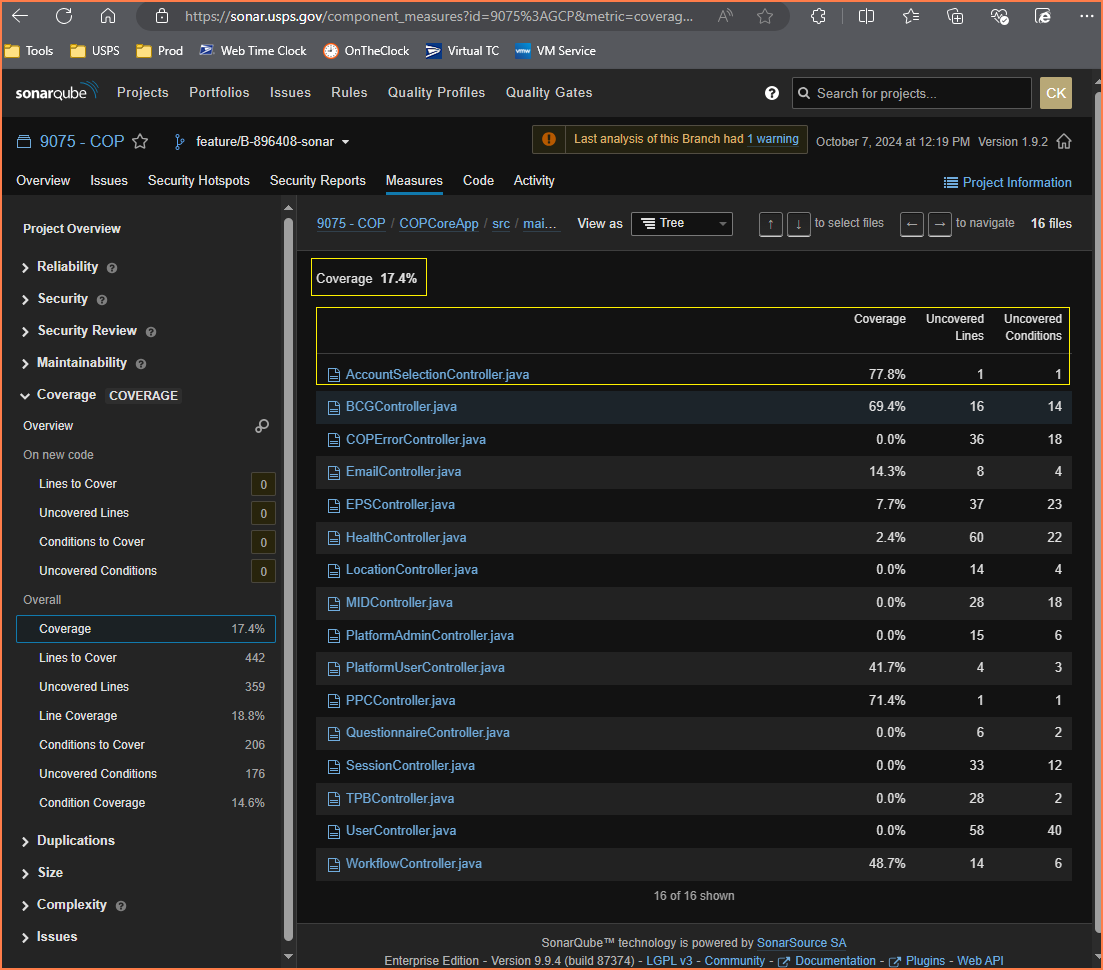 https://sonar.usps.gov/component_measures?id=9075%3AGCP&metric=coverag...
Tools USPS Prod Web Time Clock OnTheClock Virtual TC VM Service
sonarqube Projects Portfolios Issues Rules Quality Profiles Quality Gates ? Search for projects... CK
9075 - COP feature/B-896408-sonar Last analysis of this Branch had 1 warning October 7, 2024 at 12:19 PM Version 1.9.2
Overview Issues Security Hotspots Security Reports Measures Code Activity Project Information
Project Overview
Reliability ?
Security ?
Security Review ?
Maintainability ?
Coverage COVERAGE
Overview
On new code
Lines to Cover 0
Uncovered Lines 0
Conditions to Cover 0
Uncovered Conditions 0
Overall
Coverage 17.4%
Lines to Cover 442
Uncovered Lines 359
Line Coverage 18.8%
Conditions to Cover 206
Uncovered Conditions 176
Condition Coverage 14.6%
Duplications
Size
Complexity ?
Issues
9075 - COP / COPCoreApp / src / mai... View as Tree ↑ ↓ to select files ← → to navigate 16 files
Coverage 17.4%
Coverage Uncovered Uncovered
Lines Conditions
AccountSelectionController.java 77.8% 1 1
BCGController.java 69.4% 16 14
COPErrorController.java 0.0% 36 18
EmailController.java 14.3% 8 4
EPSController.java 7.7% 37 23
HealthController.java 2.4% 60 22
LocationController.java 0.0% 14 4
MIDController.java 0.0% 28 18
PlatformAdminController.java 0.0% 15 6
PlatformUserController.java 41.7% 4 3
PPCController.java 71.4% 1 1
QuestionnaireController.java 0.0% 6 2
SessionController.java 0.0% 33 12
TPBController.java 0.0% 28 2
UserController.java 0.0% 58 40
WorkflowController.java 48.7% 14 6
16 of 16 shown
SonarQube™ technology is powered by SonarSource SA
Enterprise Edition - Version 9.9.4 (build 87374) - LGPL v3 - Community - Documentation - Plugins - Web API